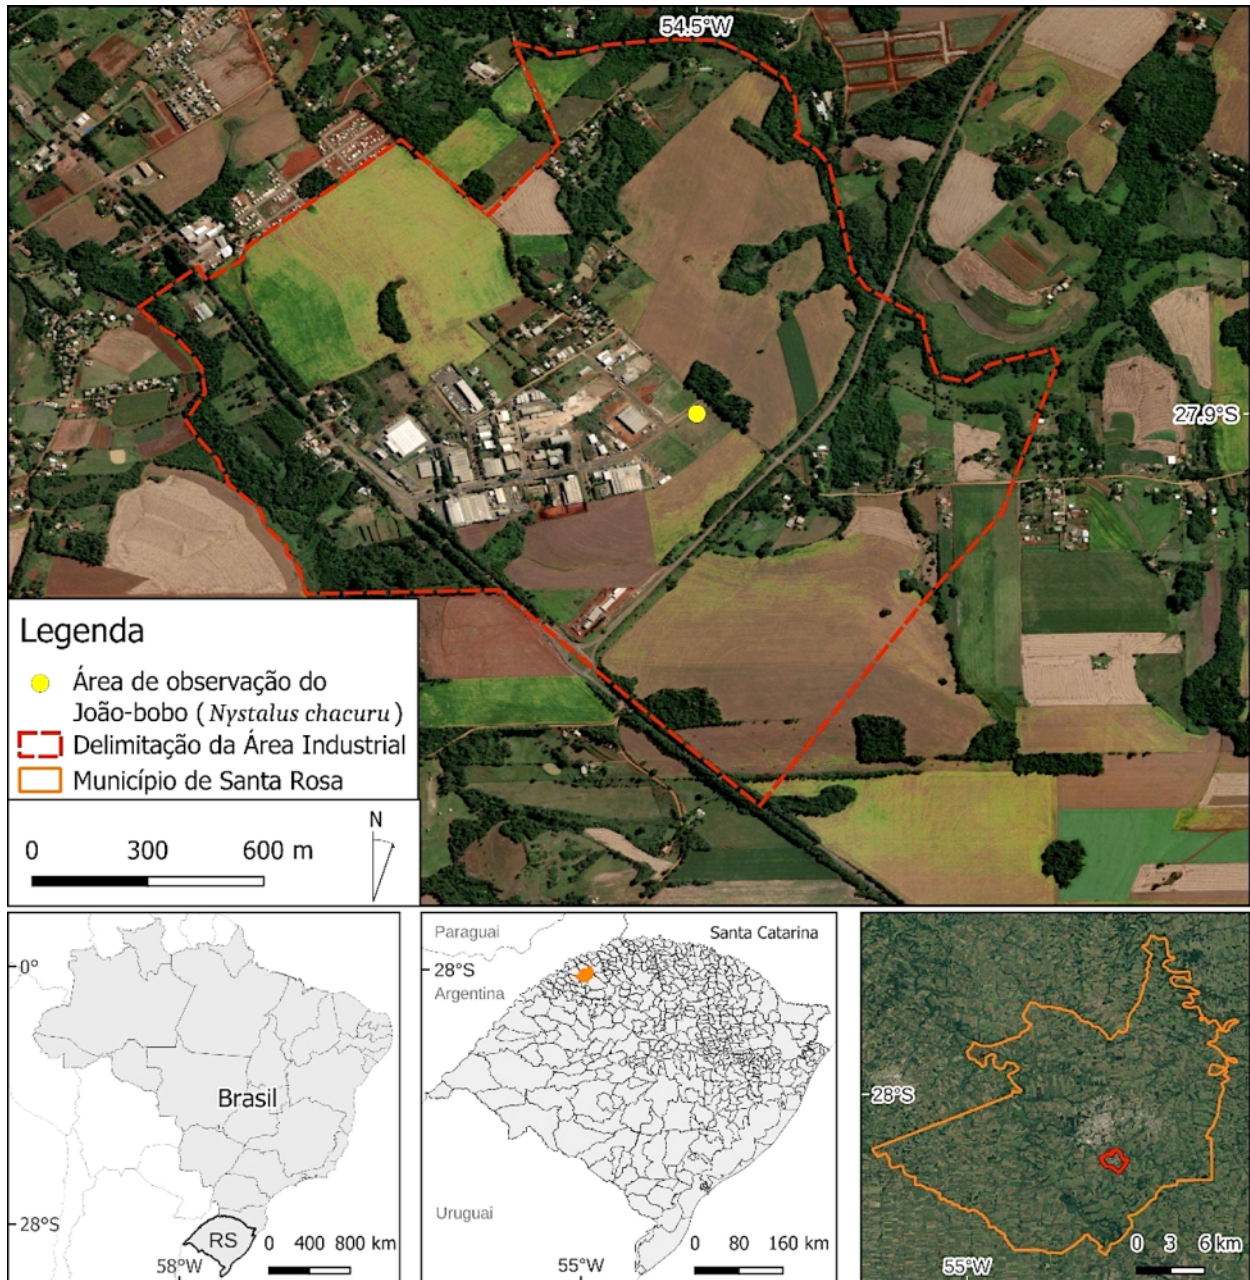 54.5°W
27.9°S
Legenda
Área de observação do
João-bobo (Nystalus chacuru)
Delimitação da Área Industrial
Município de Santa Rosa
N
0 300 600 m
0°
Brasil
28°S
RS
58°W
0 400 800 km
Paraguai
Santa Catarina
28°S
Argentina
Uruguai
55°W
0 80 160 km
28°S
55°W
0 3 6 km